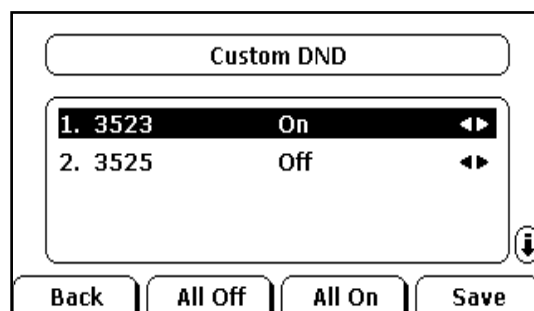 Custom DND
1. 3523 On
2. 3525 Off
Back All Off All On Save